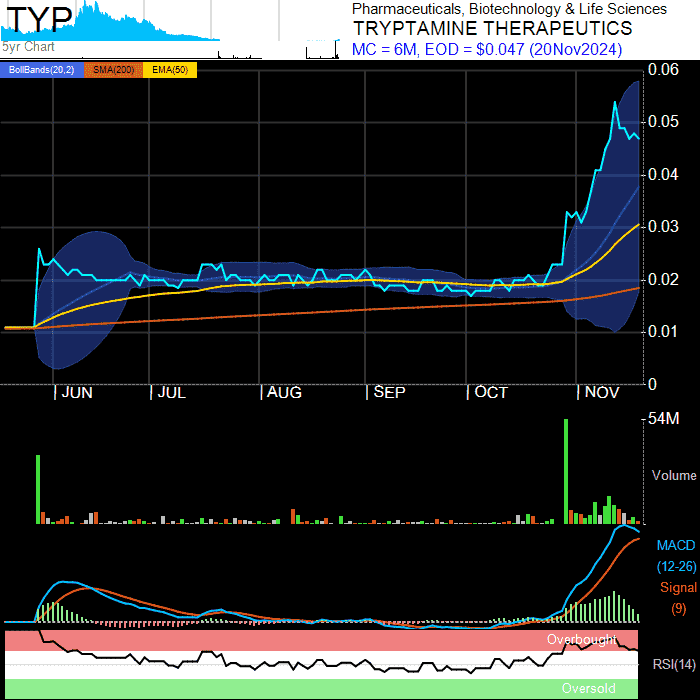 TYP
Pharmaceuticals, Biotechnology & Life Sciences
TRYPTAMINE THERAPEUTICS
5yr Chart
MC = 6M, EOD = $0.047 (20Nov2024)
BollBands(20,2) SMA(200) EMA(50)
0.06
0.05
0.04
0.03
0.02
0.01
0
JUN JUL AUG SEP OCT NOV
54M
Volume
MACD
(12-26)
Signal
(9)
Overbought
RSI(14)
Oversold